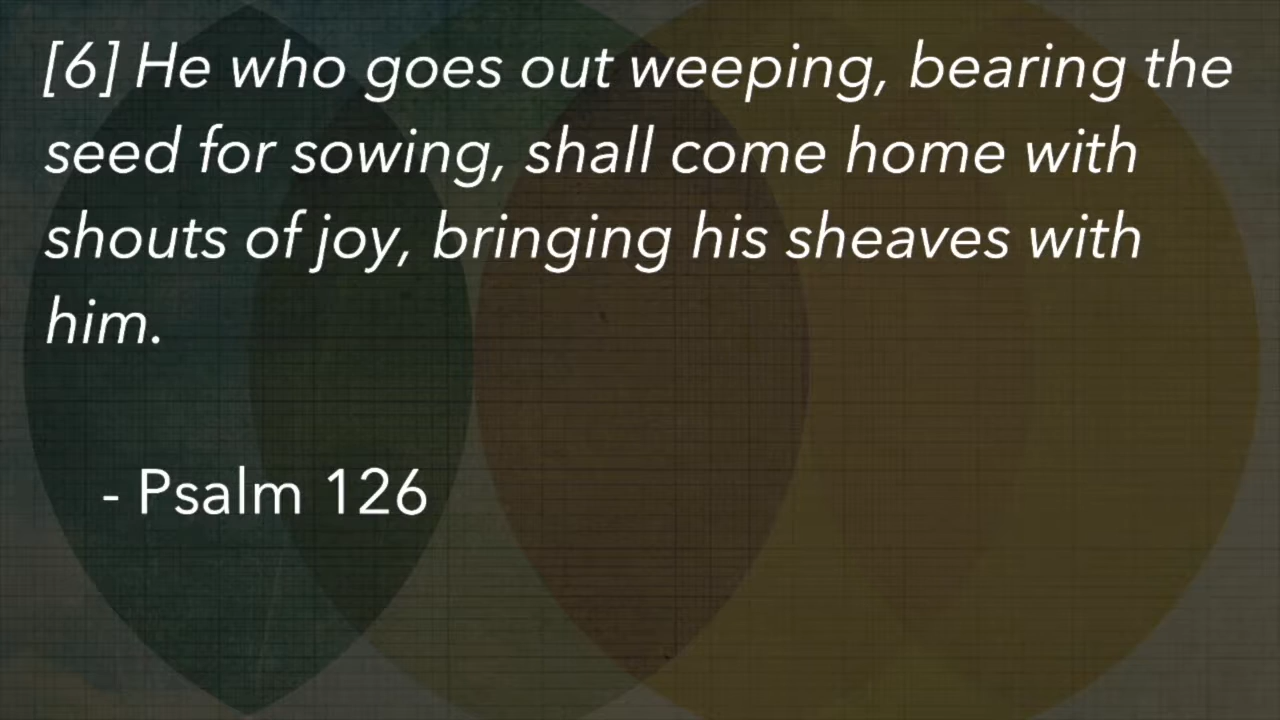 [6] He who goes out weeping, bearing the
seed for sowing, shall come home with
shouts of joy, bringing his sheaves with
him.
- Psalm 126